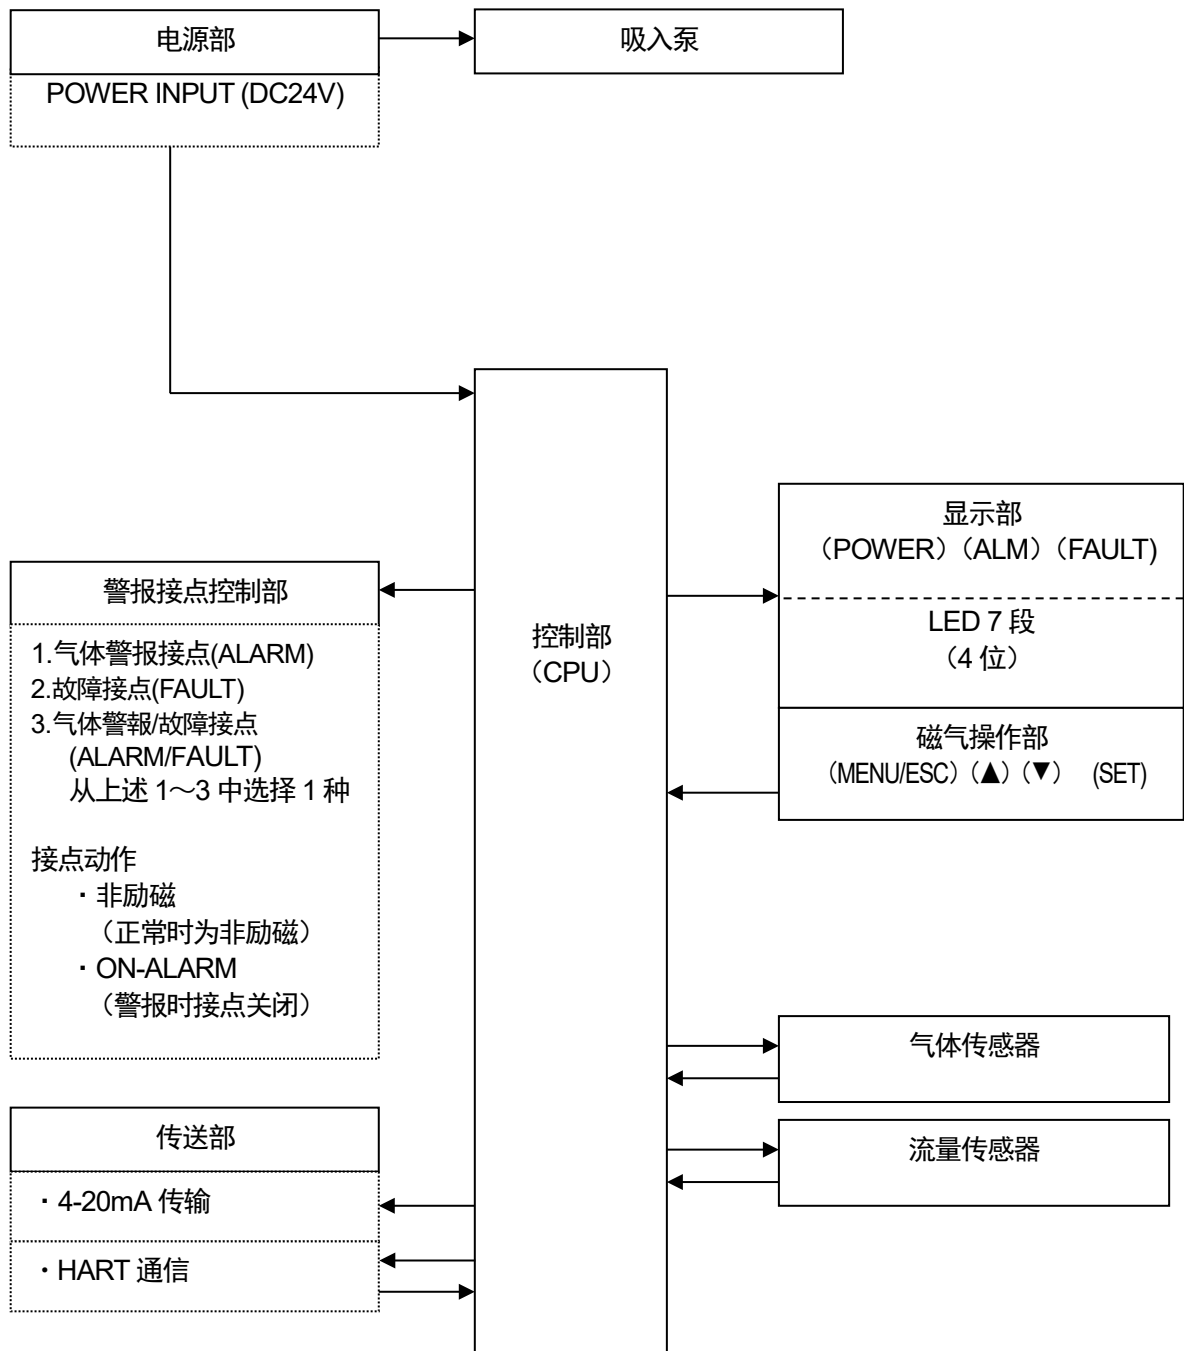 电源部
POWER INPUT (DC24V)
吸入泵
控制部
（CPU）
显示部
（POWER）（ALM）（FAULT)
LED 7 段
（4 位）
磁气操作部
（MENU/ESC）（▲）（▼） (SET)
警报接点控制部
1.气体警报接点(ALARM)
2.故障接点(FAULT)
3.气体警報/故障接点
(ALARM/FAULT)
从上述 1～3 中选择 1 种
接点动作
・非励磁
（正常时为非励磁）
・ON-ALARM
（警报时接点关闭）
气体传感器
流量传感器
传送部
・4-20mA 传输
・HART 通信